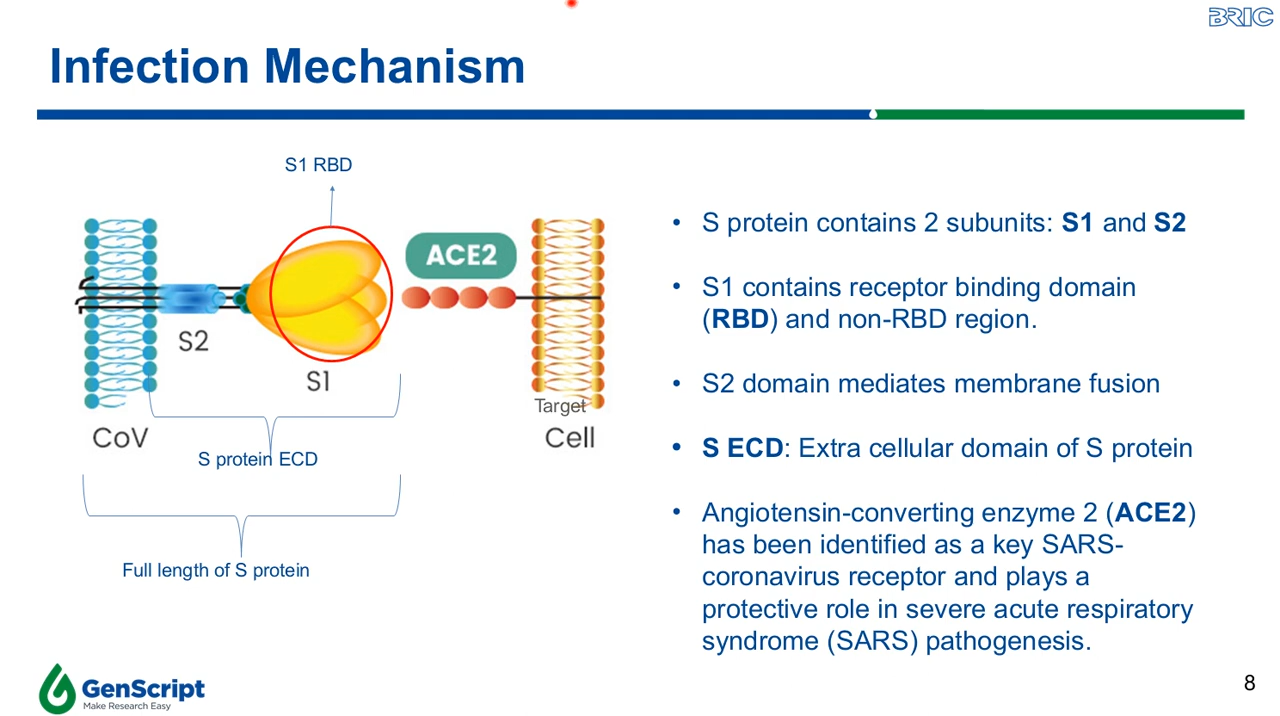 BRIC
Infection Mechanism
S1 RBD
ACE2
S2
S1
Target
CoV
Cell
S protein ECD
Full length of S protein
• S protein contains 2 subunits: S1 and S2
• S1 contains receptor binding domain
(RBD) and non-RBD region.
• S2 domain mediates membrane fusion
• S ECD: Extra cellular domain of S protein
• Angiotensin-converting enzyme 2 (ACE2)
has been identified as a key SARS-
coronavirus receptor and plays a
protective role in severe acute respiratory
syndrome (SARS) pathogenesis.
GenScript
Make Research Easy
8